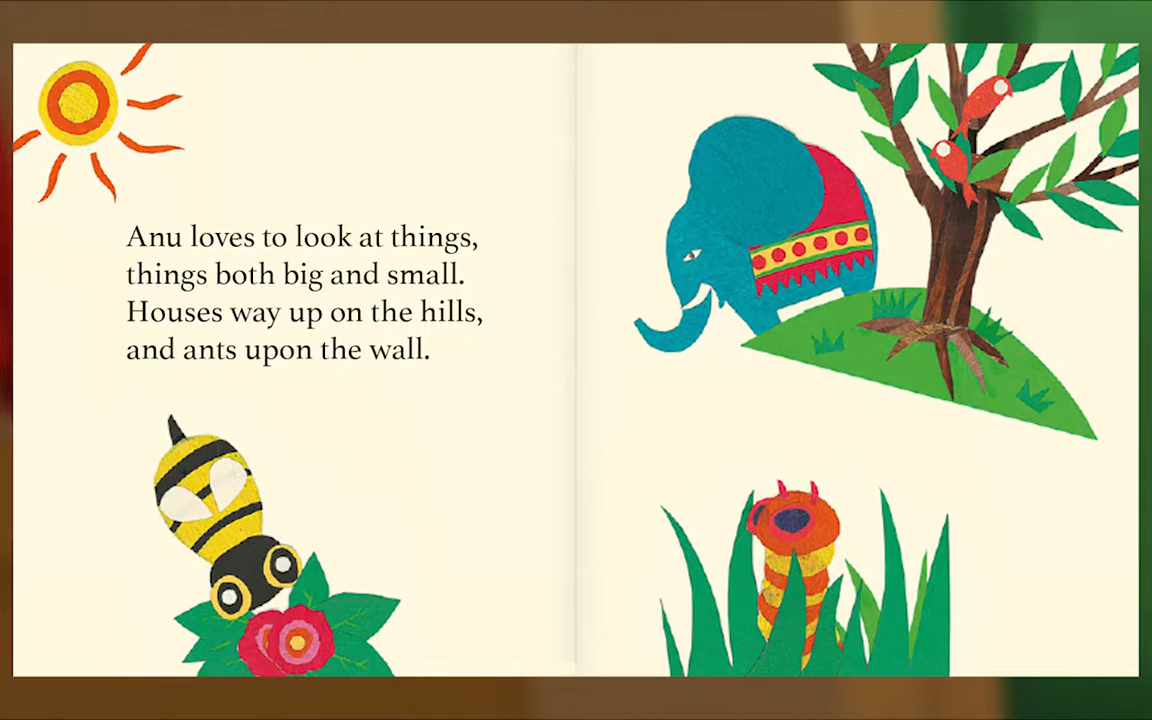 Anu loves to look at things,
things both big and small.
Houses way up on the hills,
and ants upon the wall.